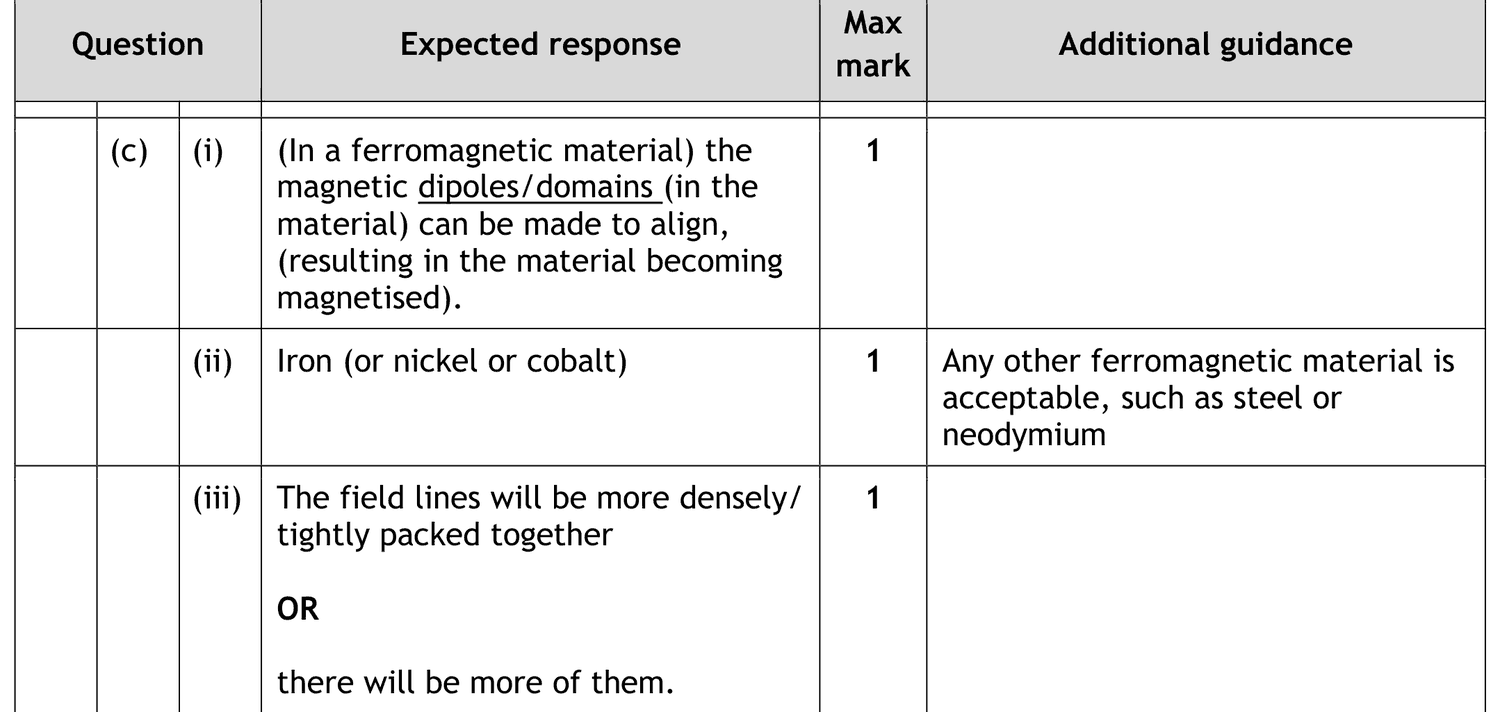 Question Expected response Max mark Additional guidance
(c) (i) (In a ferromagnetic material) the 1
magnetic dipoles/domains (in the
material) can be made to align,
(resulting in the material becoming
magnetised).
(ii) Iron (or nickel or cobalt) 1 Any other ferromagnetic material is
acceptable, such as steel or
neodymium
(iii) The field lines will be more densely/ 1
tightly packed together
OR
there will be more of them.